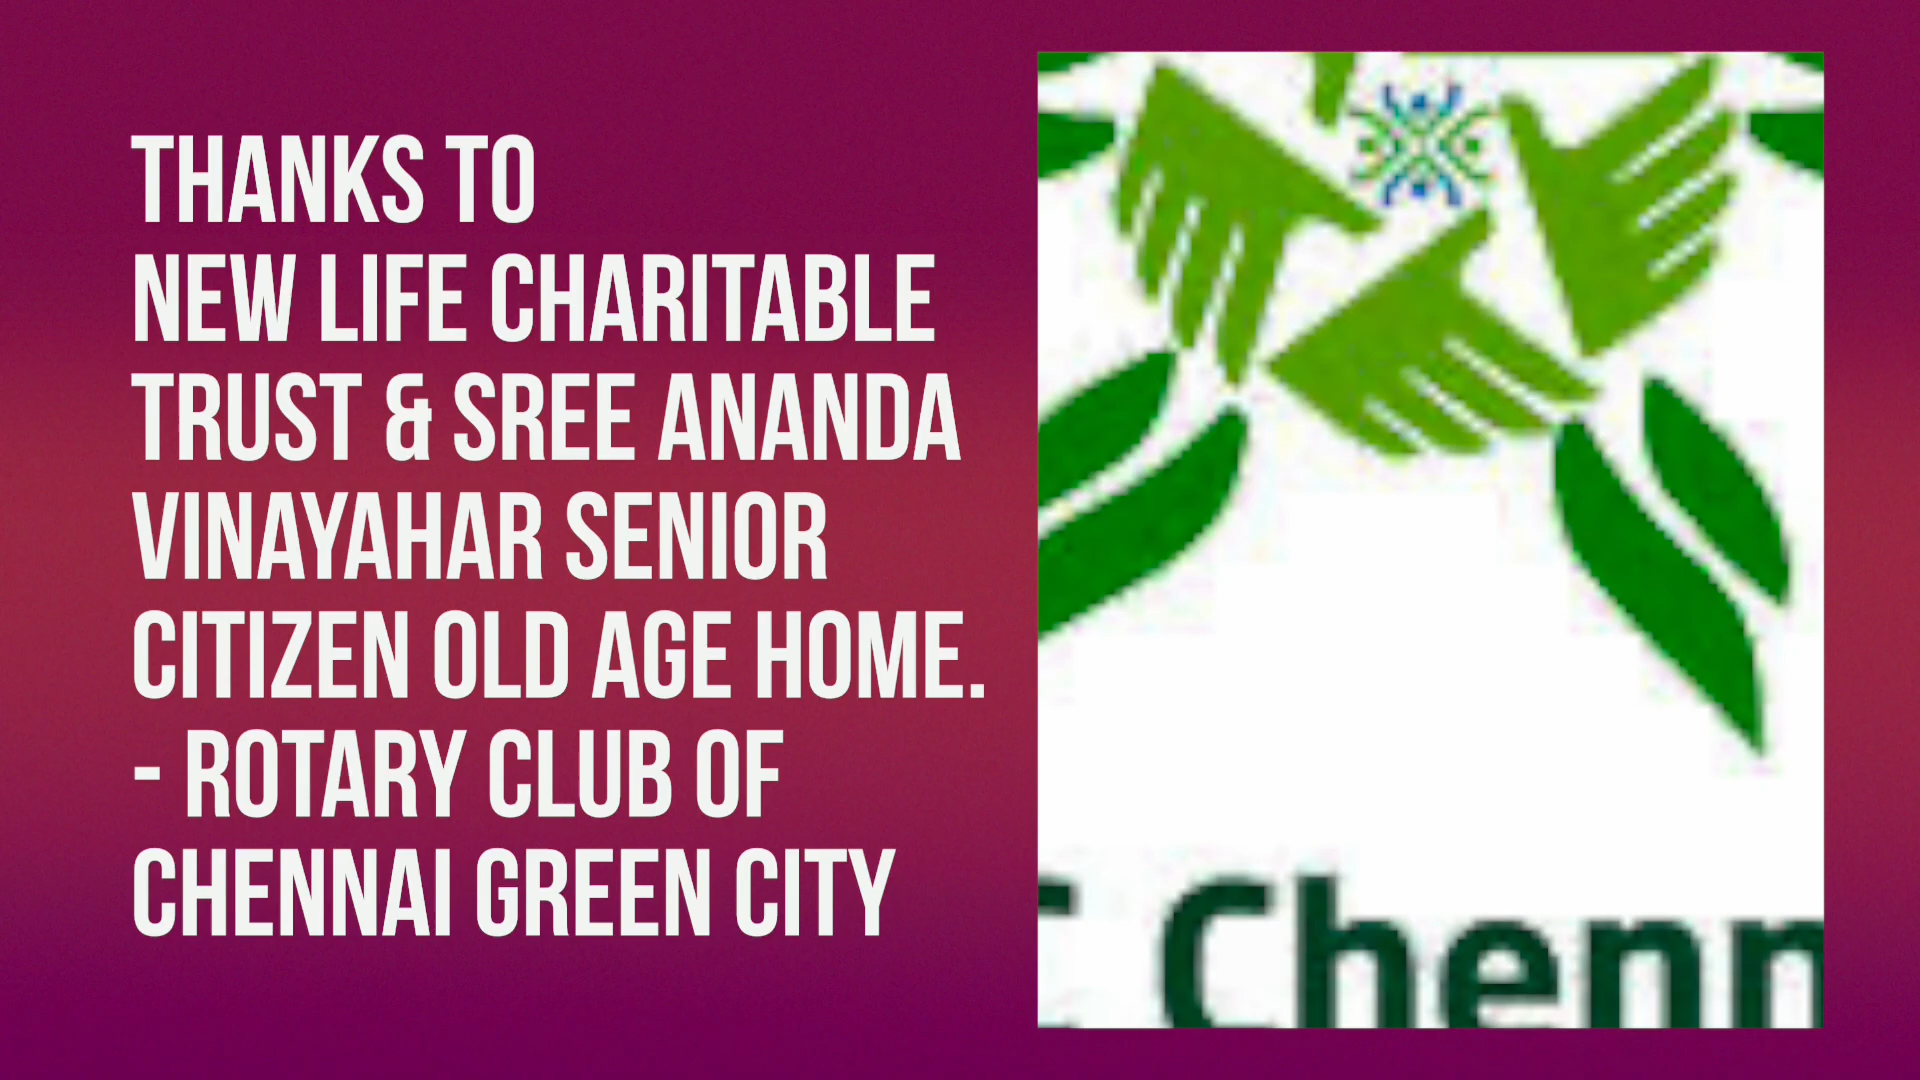 THANKS TO
NEW LIFE CHARITABLE
TRUST & SREE ANANDA
VINAYAHAR SENIOR
CITIZEN OLD AGE HOME.
- ROTARY CLUB OF
CHENNAI GREEN CITY
Chenn